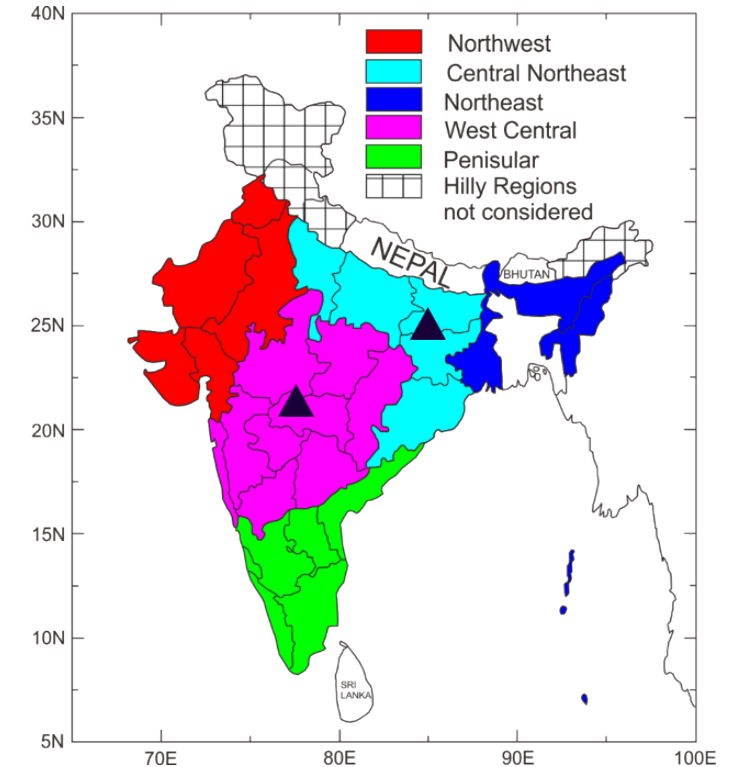 40N
35N
30N
25N
20N
15N
10N
5N
70E
80E
90E
100E
Northwest
Central Northeast
Northeast
West Central
Penisular
Hilly Regions
not considered
NEPAL
BHUTAN
SRI
LANKA